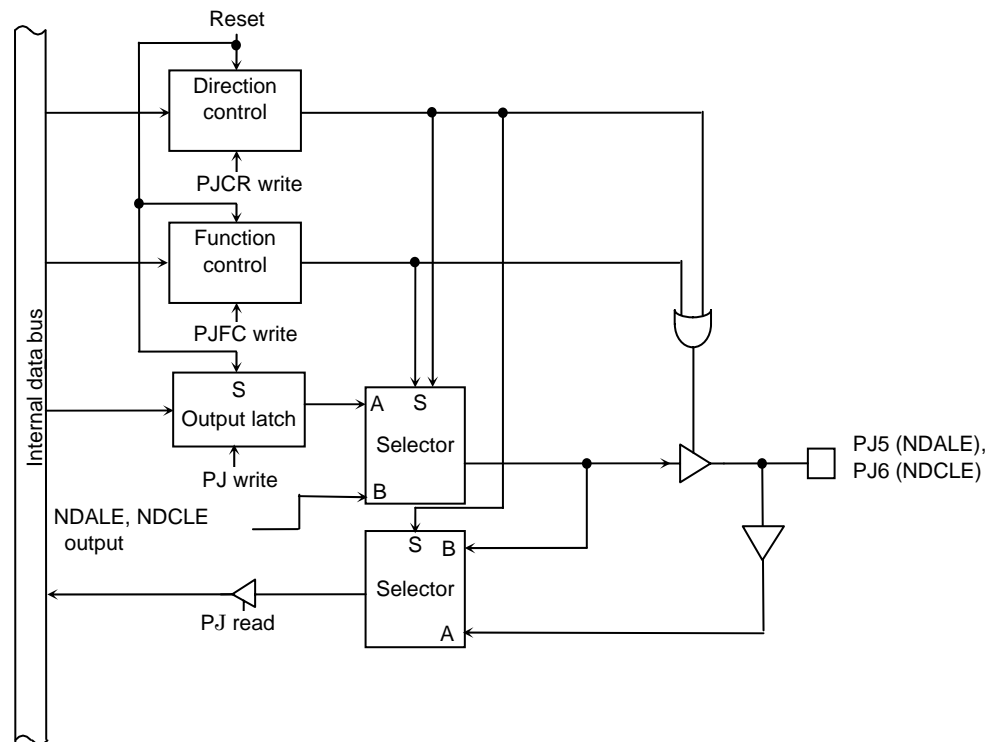 Reset
Direction
control
PJCR write
Function
control
PJFC write
Internal data bus
S
Output latch
PJ write
A
S
Selector
B
NDALE, NDCLE
output
PJ5 (NDALE),
PJ6 (NDCLE)
S
B
Selector
A
PJ read